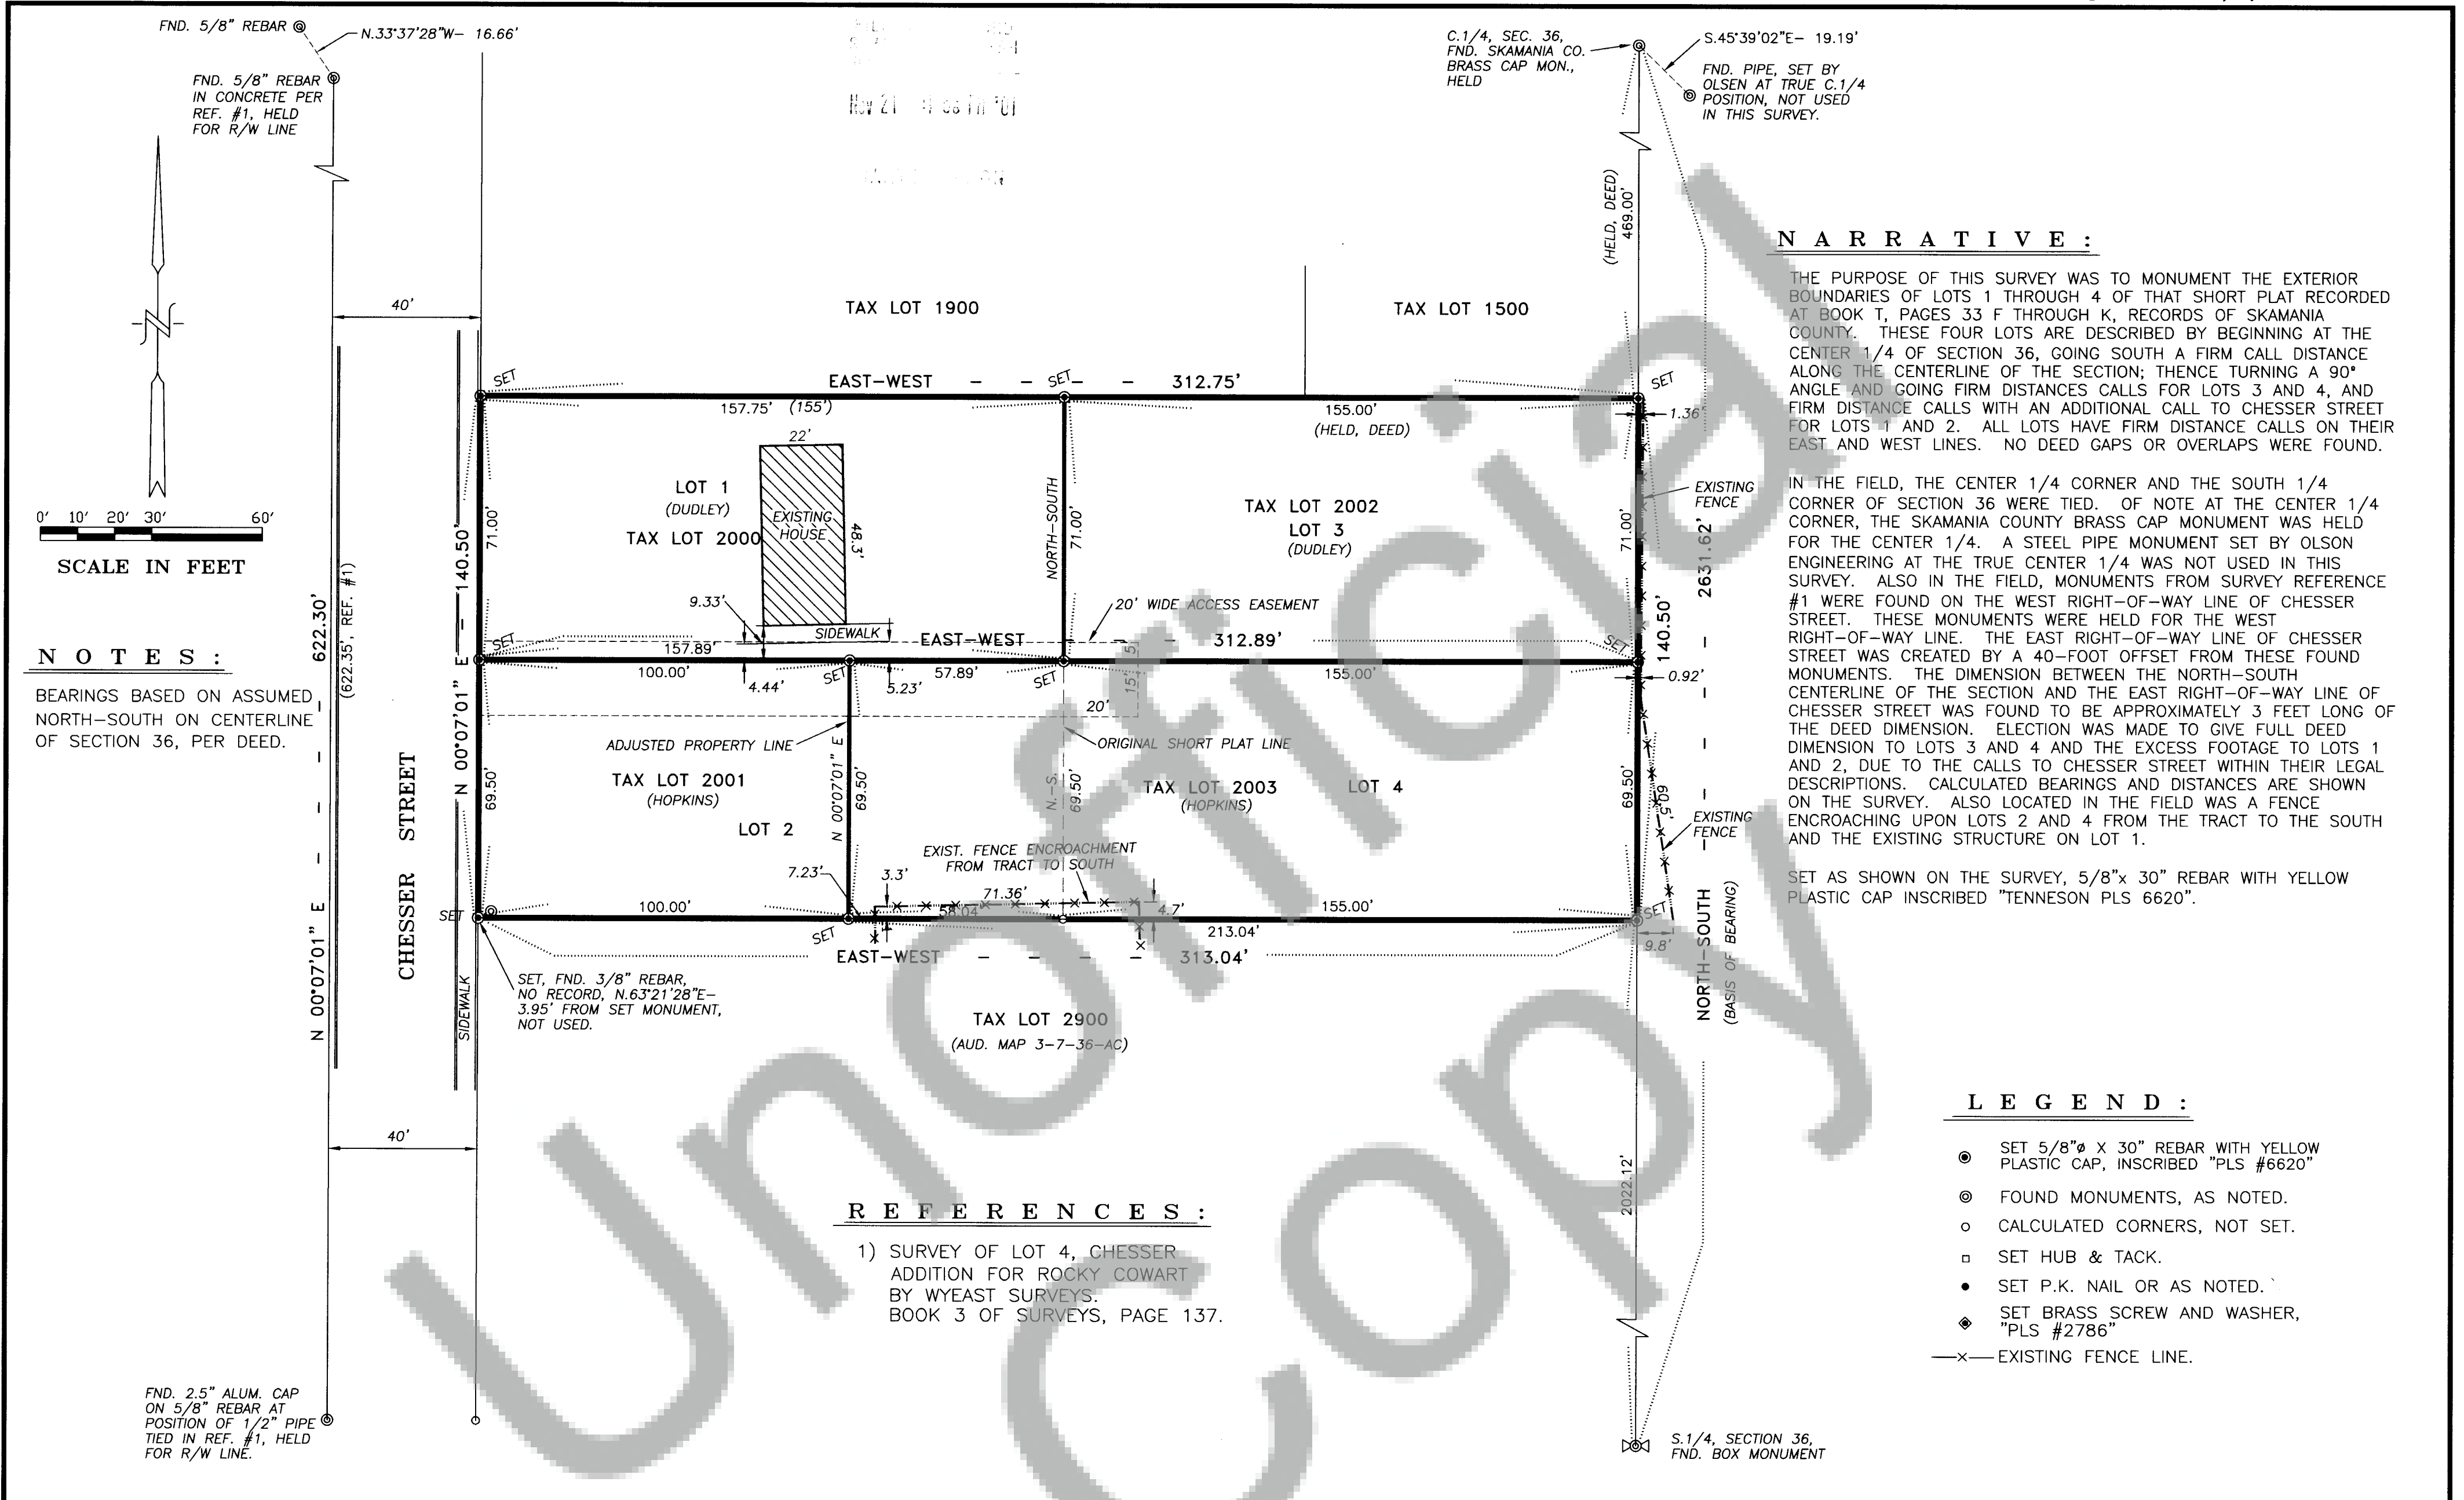 FND. 5/8" REBAR
N.33°37'28"W- 16.66'
FND. 5/8" REBAR
IN CONCRETE PER
REF. #1, HELD
FOR R/W LINE
C.1/4, SEC. 36,
FND. SKAMANIA CO.
BRASS CAP MON.,
HELD
S.45°39'02"E- 19.19'
FND. PIPE, SET BY
OLSEN AT TRUE C.1/4
POSITION, NOT USED
IN THIS SURVEY.
(HELD, DEED)
469.00'
0' 10' 20' 30' 60'
SCALE IN FEET
N O T E S :
BEARINGS BASED ON ASSUMED
NORTH-SOUTH ON CENTERLINE
OF SECTION 36, PER DEED.
40'
TAX LOT 1900
TAX LOT 1500
SET
EAST-WEST - - SET - - 312.75'
SET
157.75' (155')
155.00'
(HELD, DEED)
1.36'
22'
LOT 1
(DUDLEY)
TAX LOT 2000
EXISTING
HOUSE
48.3'
NORTH-SOUTH
71.00'
TAX LOT 2002
LOT 3
(DUDLEY)
71.00'
EXISTING
FENCE
71.00'
N 00°07'01" E - 140.50'
N 00°07'01" E - - - - - 622.30'
(622.35', REF. #1)
9.33'
SIDEWALK
20' WIDE ACCESS EASEMENT
SET
EAST-WEST - - - - 312.89'
SET
157.89'
5'
100.00'
4.44'
SET
5.23'
57.89'
SET
15'
155.00'
0.92'
140.50'
20'
ADJUSTED PROPERTY LINE
ORIGINAL SHORT PLAT LINE
TAX LOT 2001
(HOPKINS)
LOT 2
N 00°07'01" E
69.50'
69.50'
N.-S.
69.50'
TAX LOT 2003
(HOPKINS)
LOT 4
69.50'
60.5'
EXISTING
FENCE
EXIST. FENCE ENCROACHMENT
FROM TRACT TO SOUTH
7.23'
3.3'
71.36'
4.7'
SET
100.00'
58.04
155.00'
SET
SET
213.04'
9.8'
EAST-WEST - - - - 313.04'
CHESSER STREET
SIDEWALK
SET, FND. 3/8" REBAR,
NO RECORD, N.63°21'28"E-
3.95' FROM SET MONUMENT,
NOT USED.
TAX LOT 2900
(AUD. MAP 3-7-36-AC)
NORTH-SOUTH - - - - 2631.62'
(BASIS OF BEARING)
2022.12'
40'
R E F E R E N C E S :
1) SURVEY OF LOT 4, CHESSER
ADDITION FOR ROCKY COWART
BY WYEAST SURVEYS.
BOOK 3 OF SURVEYS, PAGE 137.
FND. 2.5" ALUM. CAP
ON 5/8" REBAR AT
POSITION OF 1/2" PIPE
TIED IN REF. #1, HELD
FOR R/W LINE.
S.1/4, SECTION 36,
FND. BOX MONUMENT
N A R R A T I V E :
THE PURPOSE OF THIS SURVEY WAS TO MONUMENT THE EXTERIOR
BOUNDARIES OF LOTS 1 THROUGH 4 OF THAT SHORT PLAT RECORDED
AT BOOK T, PAGES 33 F THROUGH K, RECORDS OF SKAMANIA
COUNTY. THESE FOUR LOTS ARE DESCRIBED BY BEGINNING AT THE
CENTER 1/4 OF SECTION 36, GOING SOUTH A FIRM CALL DISTANCE
ALONG THE CENTERLINE OF THE SECTION; THENCE TURNING A 90°
ANGLE AND GOING FIRM DISTANCES CALLS FOR LOTS 3 AND 4, AND
FIRM DISTANCE CALLS WITH AN ADDITIONAL CALL TO CHESSER STREET
FOR LOTS 1 AND 2. ALL LOTS HAVE FIRM DISTANCE CALLS ON THEIR
EAST AND WEST LINES. NO DEED GAPS OR OVERLAPS WERE FOUND.
IN THE FIELD, THE CENTER 1/4 CORNER AND THE SOUTH 1/4
CORNER OF SECTION 36 WERE TIED. OF NOTE AT THE CENTER 1/4
CORNER, THE SKAMANIA COUNTY BRASS CAP MONUMENT WAS HELD
FOR THE CENTER 1/4. A STEEL PIPE MONUMENT SET BY OLSON
ENGINEERING AT THE TRUE CENTER 1/4 WAS NOT USED IN THIS
SURVEY. ALSO IN THE FIELD, MONUMENTS FROM SURVEY REFERENCE
#1 WERE FOUND ON THE WEST RIGHT-OF-WAY LINE OF CHESSER
STREET. THESE MONUMENTS WERE HELD FOR THE WEST
RIGHT-OF-WAY LINE. THE EAST RIGHT-OF-WAY LINE OF CHESSER
STREET WAS CREATED BY A 40-FOOT OFFSET FROM THESE FOUND
MONUMENTS. THE DIMENSION BETWEEN THE NORTH-SOUTH
CENTERLINE OF THE SECTION AND THE EAST RIGHT-OF-WAY LINE OF
CHESSER STREET WAS FOUND TO BE APPROXIMATELY 3 FEET LONG OF
THE DEED DIMENSION. ELECTION WAS MADE TO GIVE FULL DEED
DIMENSION TO LOTS 3 AND 4 AND THE EXCESS FOOTAGE TO LOTS 1
AND 2, DUE TO THE CALLS TO CHESSER STREET WITHIN THEIR LEGAL
DESCRIPTIONS. CALCULATED BEARINGS AND DISTANCES ARE SHOWN
ON THE SURVEY. ALSO LOCATED IN THE FIELD WAS A FENCE
ENCROACHING UPON LOTS 2 AND 4 FROM THE TRACT TO THE SOUTH
AND THE EXISTING STRUCTURE ON LOT 1.
SET AS SHOWN ON THE SURVEY, 5/8"x 30" REBAR WITH YELLOW
PLASTIC CAP INSCRIBED "TENNESON PLS 6620".
L E G E N D :
SET 5/8"ø X 30" REBAR WITH YELLOW
PLASTIC CAP, INSCRIBED "PLS #6620"
FOUND MONUMENTS, AS NOTED.
CALCULATED CORNERS, NOT SET.
SET HUB & TACK.
SET P.K. NAIL OR AS NOTED.
SET BRASS SCREW AND WASHER,
"PLS #2786"
EXISTING FENCE LINE.
Unofficial
Copy